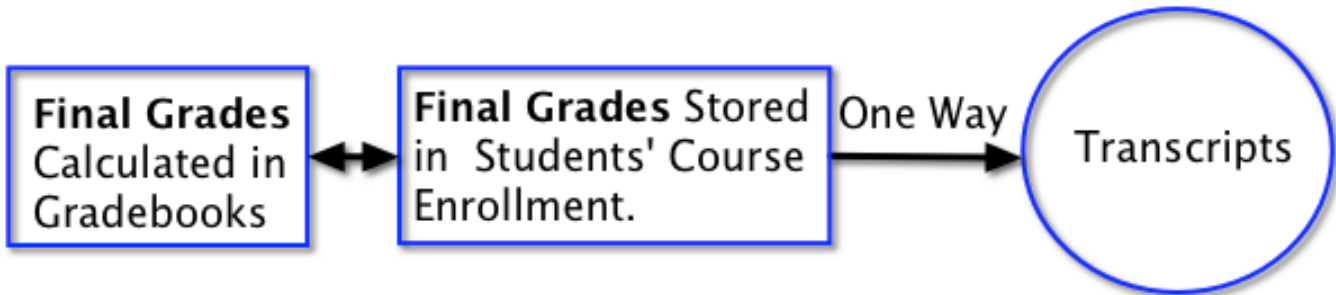 Final Grades
Calculated in
Gradebooks
Final Grades Stored
in  Students' Course
Enrollment.
One Way
Transcripts